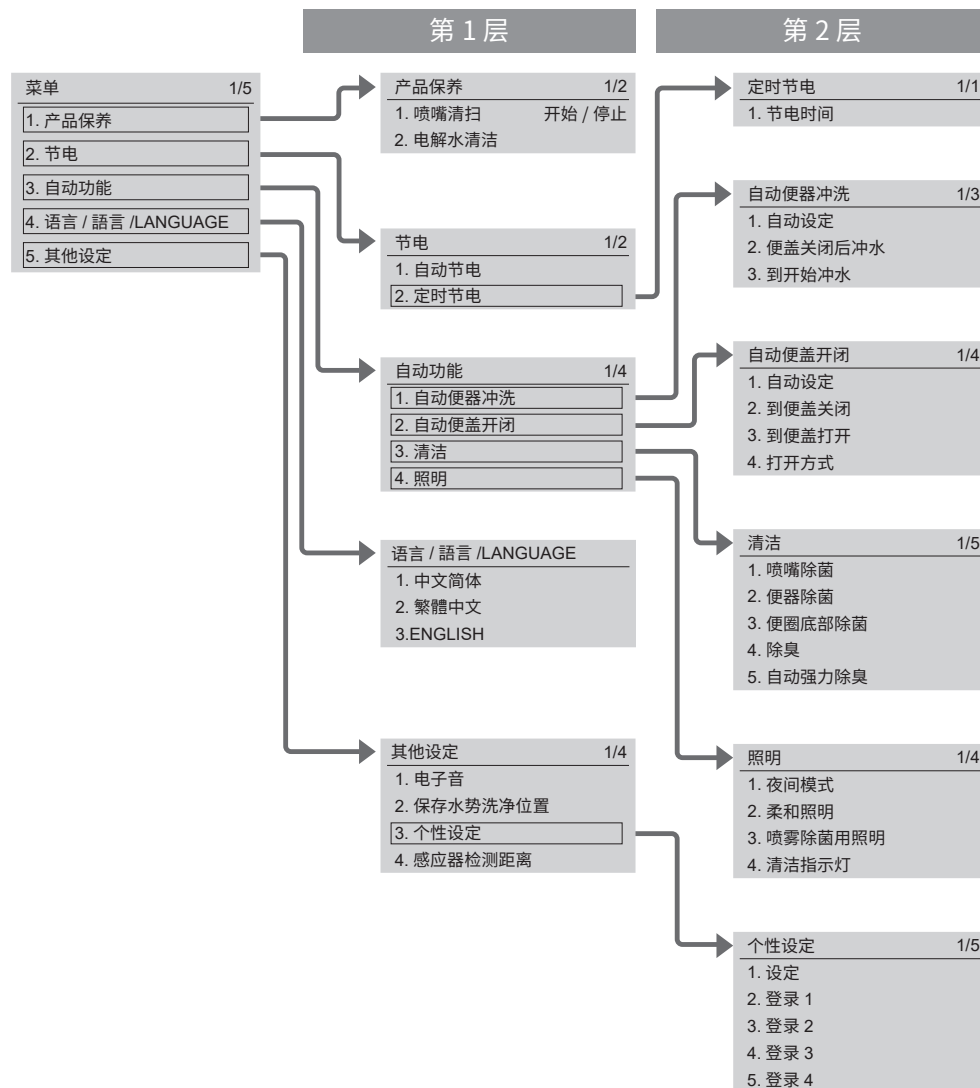 第 1 层
第 2 层
菜单 1/5
1. 产品保养
2. 节电
3. 自动功能
4. 语言 / 語言 /LANGUAGE
5. 其他设定
产品保养 1/2
1. 喷嘴清扫 开始 / 停止
2. 电解水清洁
节电 1/2
1. 自动节电
2. 定时节电
自动功能 1/4
1. 自动便器冲洗
2. 自动便盖开闭
3. 清洁
4. 照明
语言 / 語言 /LANGUAGE
1. 中文简体
2. 繁體中文
3.ENGLISH
其他设定 1/4
1. 电子音
2. 保存水势洗净位置
3. 个性设定
4. 感应器检测距离
定时节电 1/1
1. 节电时间
自动便器冲洗 1/3
1. 自动设定
2. 便盖关闭后冲水
3. 到开始冲水
自动便盖开闭 1/4
1. 自动设定
2. 到便盖关闭
3. 到便盖打开
4. 打开方式
清洁 1/5
1. 喷嘴除菌
2. 便器除菌
3. 便圈底部除菌
4. 除臭
5. 自动强力除臭
照明 1/4
1. 夜间模式
2. 柔和照明
3. 喷雾除菌用照明
4. 清洁指示灯
个性设定 1/5
1. 设定
2. 登录 1
3. 登录 2
4. 登录 3
5. 登录 4